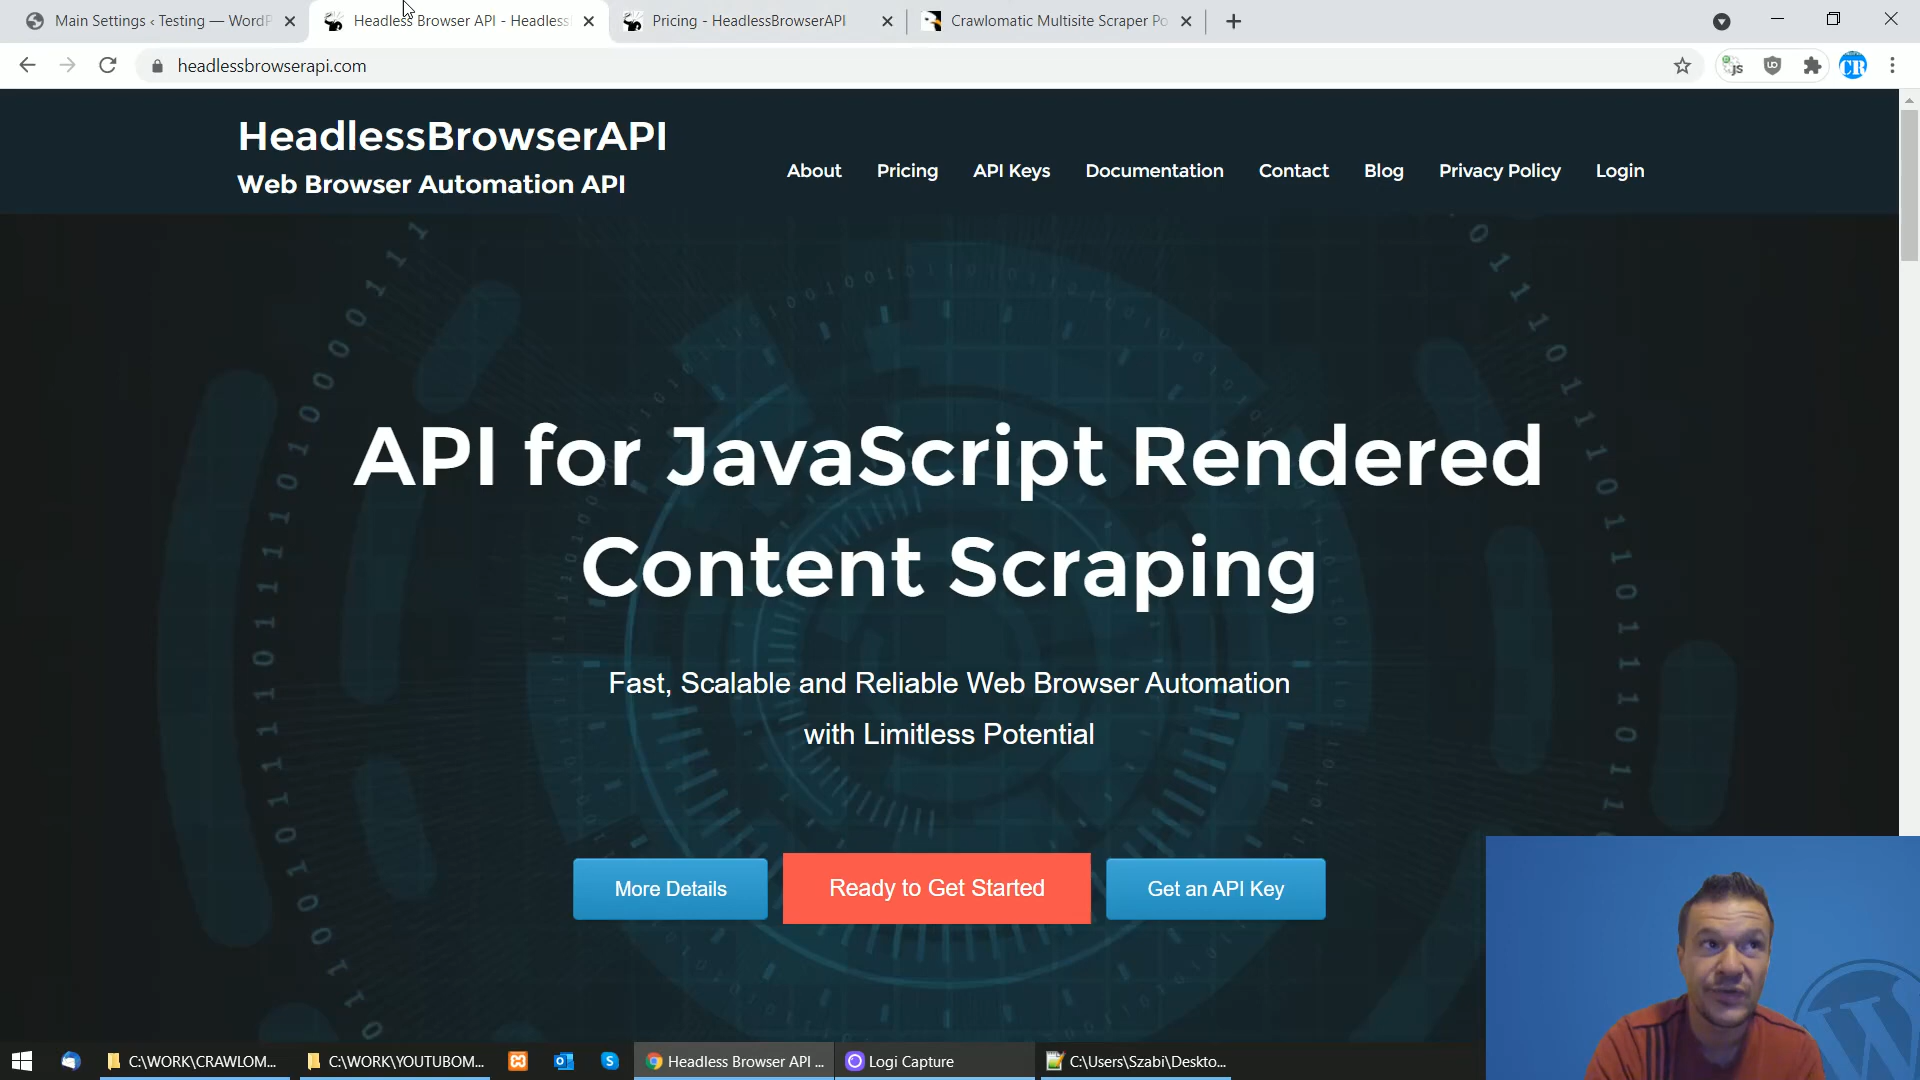 Main Settings ‹ Testing — WordP
Headless Browser API - Headless
Pricing - HeadlessBrowserAPI
Crawlomatic Multisite Scraper Po
headlessbrowserapi.com
HeadlessBrowserAPI
Web Browser Automation API
About
Pricing
API Keys
Documentation
Contact
Blog
Privacy Policy
Login
API for JavaScript Rendered
Content Scraping
Fast, Scalable and Reliable Web Browser Automation
with Limitless Potential
More Details
Ready to Get Started
Get an API Key
C:\WORK\CRAWLOM...
C:\WORK\YOUTUBOM...
Headless Browser API ...
Logi Capture
C:\Users\Szabi\Deskto...